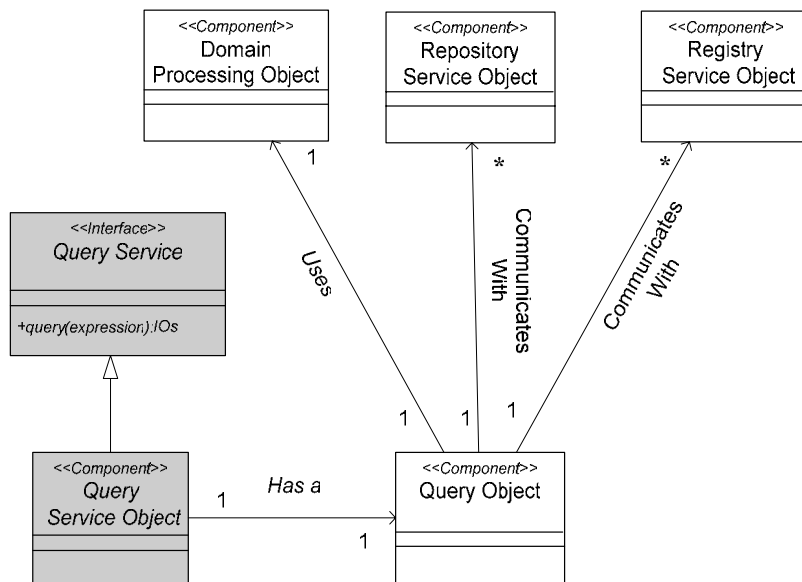 <<Component>>
Domain
Processing Object
<<Component>>
Repository
Service Object
<<Component>>
Registry
Service Object
1
*
*
<<Interface>>
Query Service
+query(expression):IOs
Uses
Communicates
With
Communicates
With
1
1
1
<<Component>>
Query
Service Object
1
Has a
1
<<Component>>
Query Object